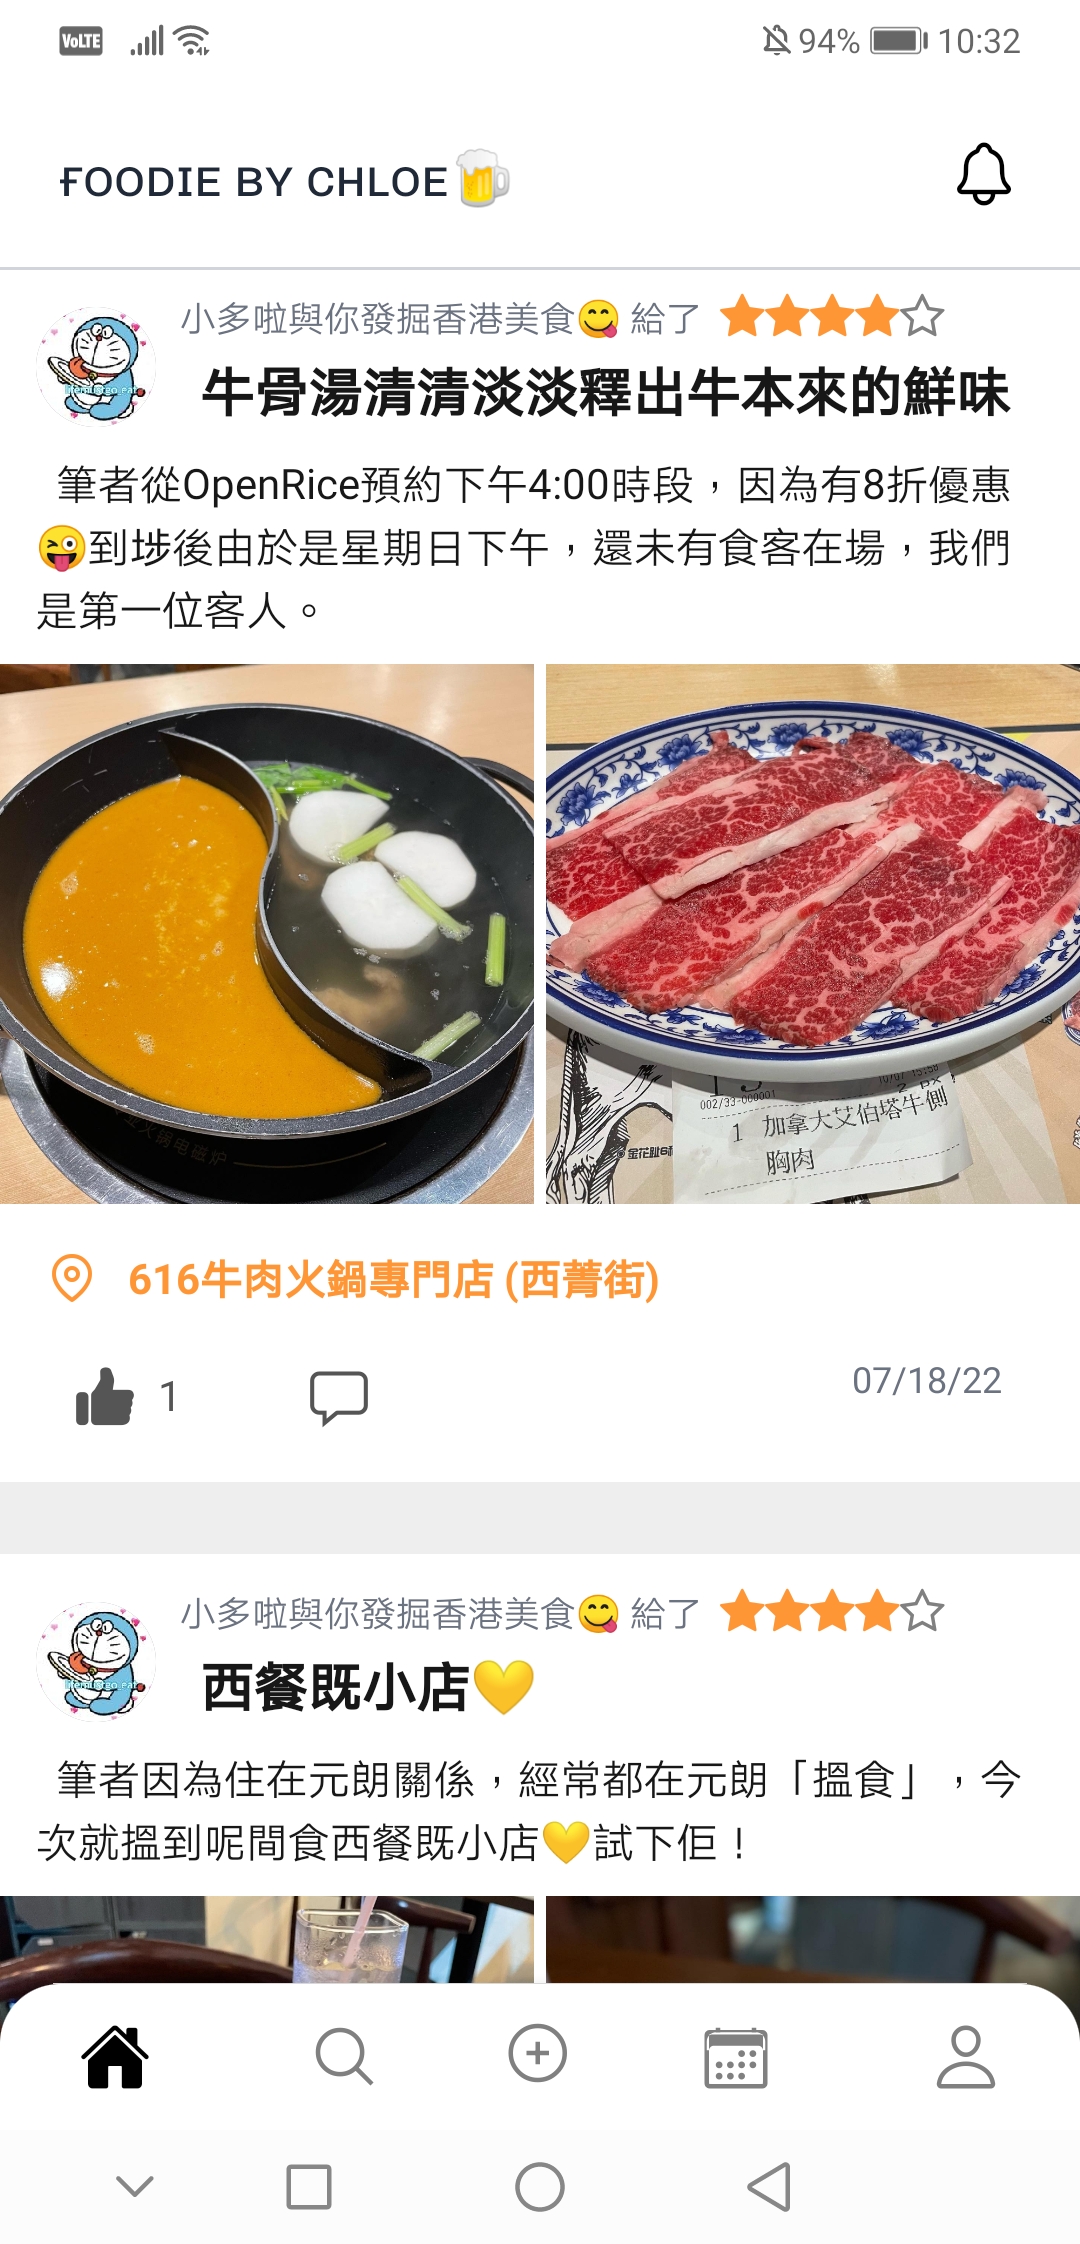 VoLTE 94% 10:32
FOODIE BY CHLOE🍺
小多啦與你發掘香港美食😋 給了
牛骨湯清清淡淡釋出牛本來的鮮味
筆者從OpenRice預約下午4:00時段，因為有8折優惠
😜到埗後由於是星期日下午，還未有食客在場，我們
是第一位客人。
10/07 15:58
002/33-000001
1 加拿大艾伯塔牛側
胸肉
火锅电磁炉
616牛肉火鍋專門店 (西菁街)
1
07/18/22
小多啦與你發掘香港美食😋 給了
西餐既小店💛
筆者因為住在元朗關係，經常都在元朗「搵食」，今
次就搵到呢間食西餐既小店💛試下佢！